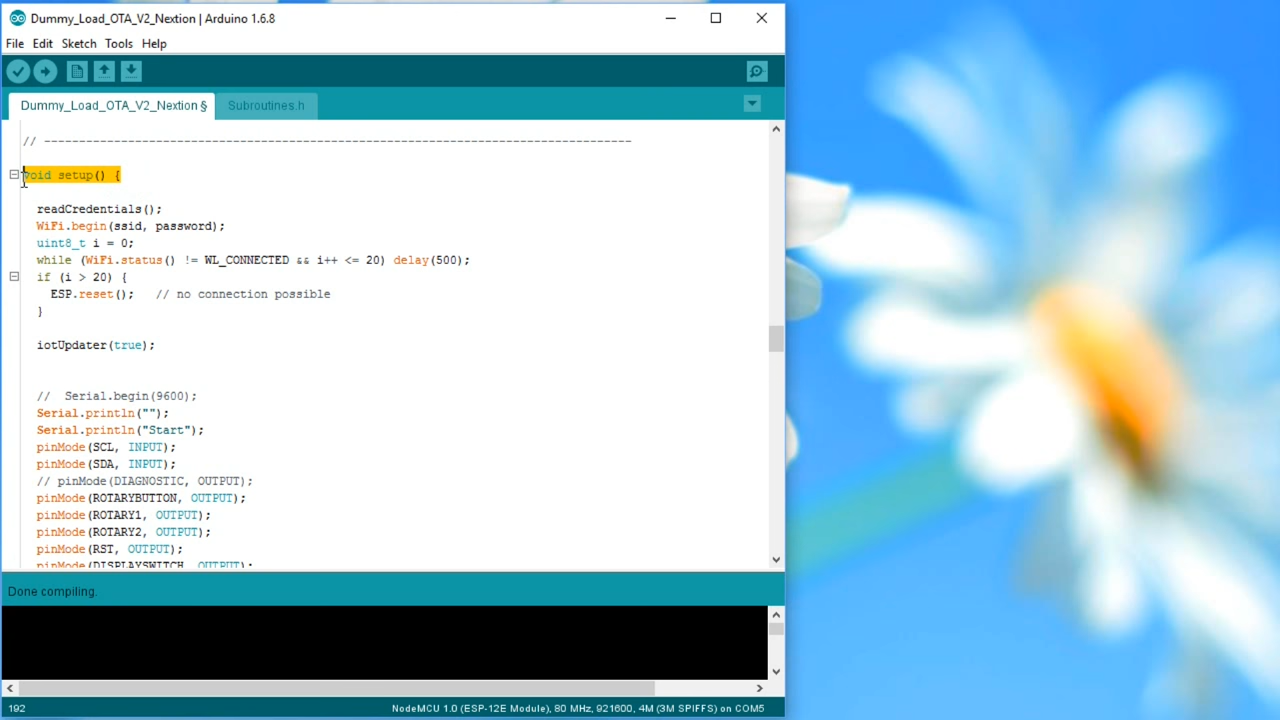 Dummy_Load_OTA_V2_Nextion | Arduino 1.6.8
File Edit Sketch Tools Help
Dummy_Load_OTA_V2_Nextion § Subroutines.h
// ------------------------------------------------------------------------------------
void setup() {
readCredentials();
WiFi.begin(ssid, password);
uint8_t i = 0;
while (WiFi.status() != WL_CONNECTED && i++ <= 20) delay(500);
if (i > 20) {
ESP.reset(); // no connection possible
}
iotUpdater(true);
// Serial.begin(9600);
Serial.println("");
Serial.println("Start");
pinMode(SCL, INPUT);
pinMode(SDA, INPUT);
// pinMode(DIAGNOSTIC, OUTPUT);
pinMode(ROTARYBUTTON, OUTPUT);
pinMode(ROTARY1, OUTPUT);
pinMode(ROTARY2, OUTPUT);
pinMode(RST, OUTPUT);
pinMode(DISPLAYSWITCH, OUTPUT);
Done compiling.
192 NodeMCU 1.0 (ESP-12E Module), 80 MHz, 921600, 4M (3M SPIFFS) on COM5